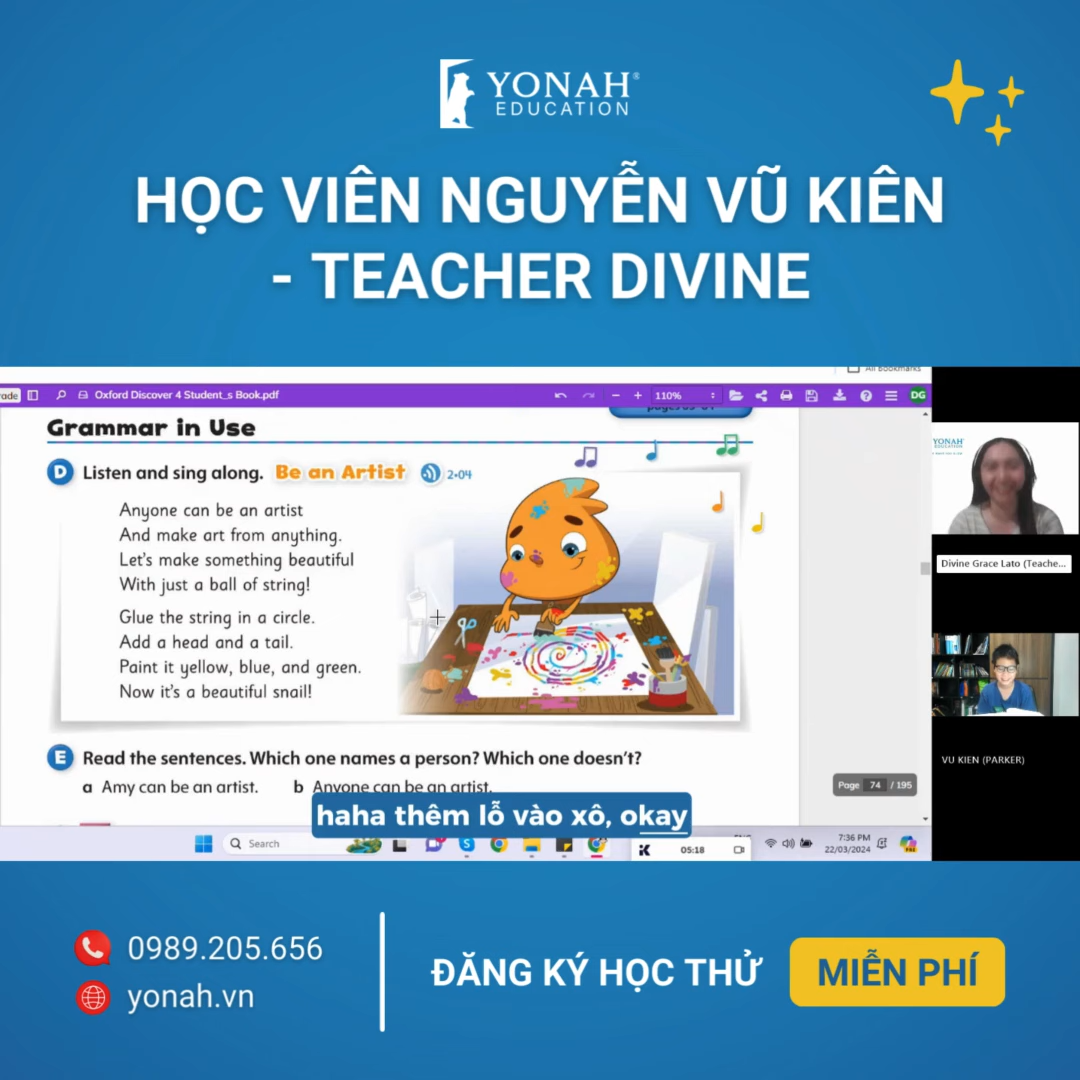 YONAH®
EDUCATION
HỌC VIÊN NGUYỄN VŨ KIÊN
- TEACHER DIVINE
All Bookmarks
ade
Oxford Discover 4 Student_s Book.pdf
110%
DG
Grammar in Use
D Listen and sing along. Be an Artist 2•04
Anyone can be an artist
And make art from anything.
Let's make something beautiful
With just a ball of string!
Glue the string in a circle.
Add a head and a tail.
Paint it yellow, blue, and green.
Now it's a beautiful snail!
E Read the sentences. Which one names a person? Which one doesn't?
a Amy can be an artist. b Anyone can be an artist.
Page 74 / 195
haha thêm lỗ vào xô, okay
Search
05:18
7:36 PM
22/03/2024
YONAH
EDUCATION
Divine Grace Lato (Teache...
VU KIEN (PARKER)
0989.205.656
yonah.vn
ĐĂNG KÝ HỌC THỬ
MIỄN PHÍ